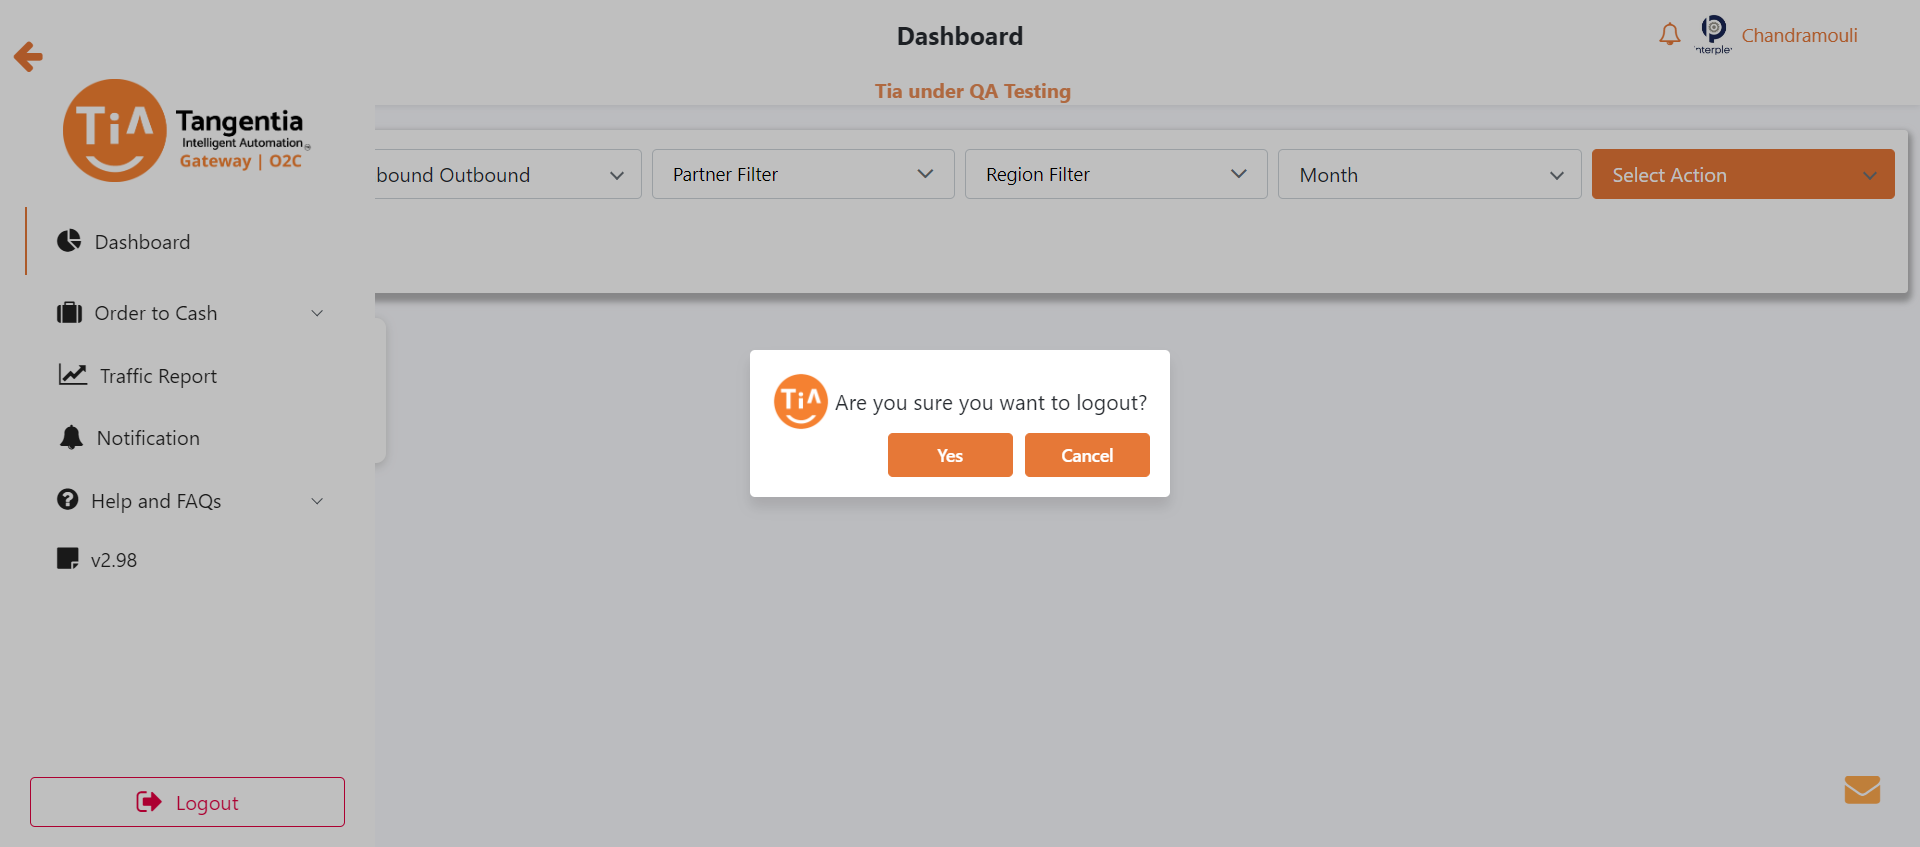 Dashboard
nterple
Chandramouli
Tia under QA Testing
TiA
Tangentia
Intelligent Automation
Gateway | O2C
bound Outbound
Partner Filter
Region Filter
Month
Select Action
Dashboard
Order to Cash
Traffic Report
Notification
Help and FAQs
v2.98
TiA
Are you sure you want to logout?
Yes
Cancel
Logout